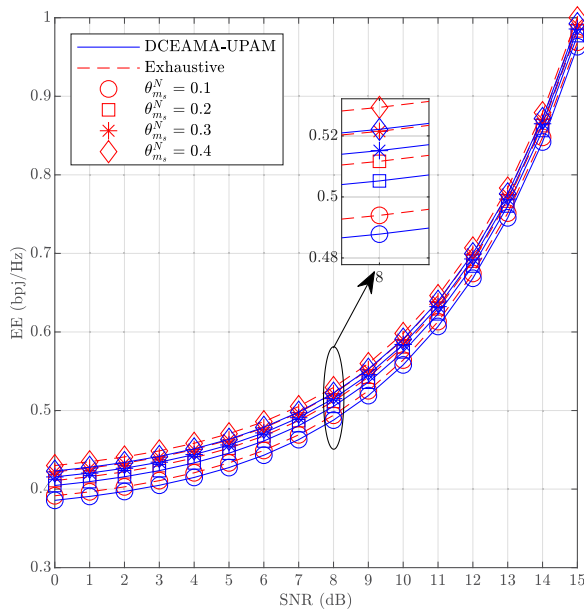 1
0.9
0.8
0.7
0.6
0.5
0.4
0.3
EE (bpj/Hz)
DCEAMA-UPAM
Exhaustive
θ^N_{m_s} = 0.1
θ^N_{m_s} = 0.2
θ^N_{m_s} = 0.3
θ^N_{m_s} = 0.4
0.52
0.5
0.48
8
0 1 2 3 4 5 6 7 8 9 10 11 12 13 14 15
SNR (dB)